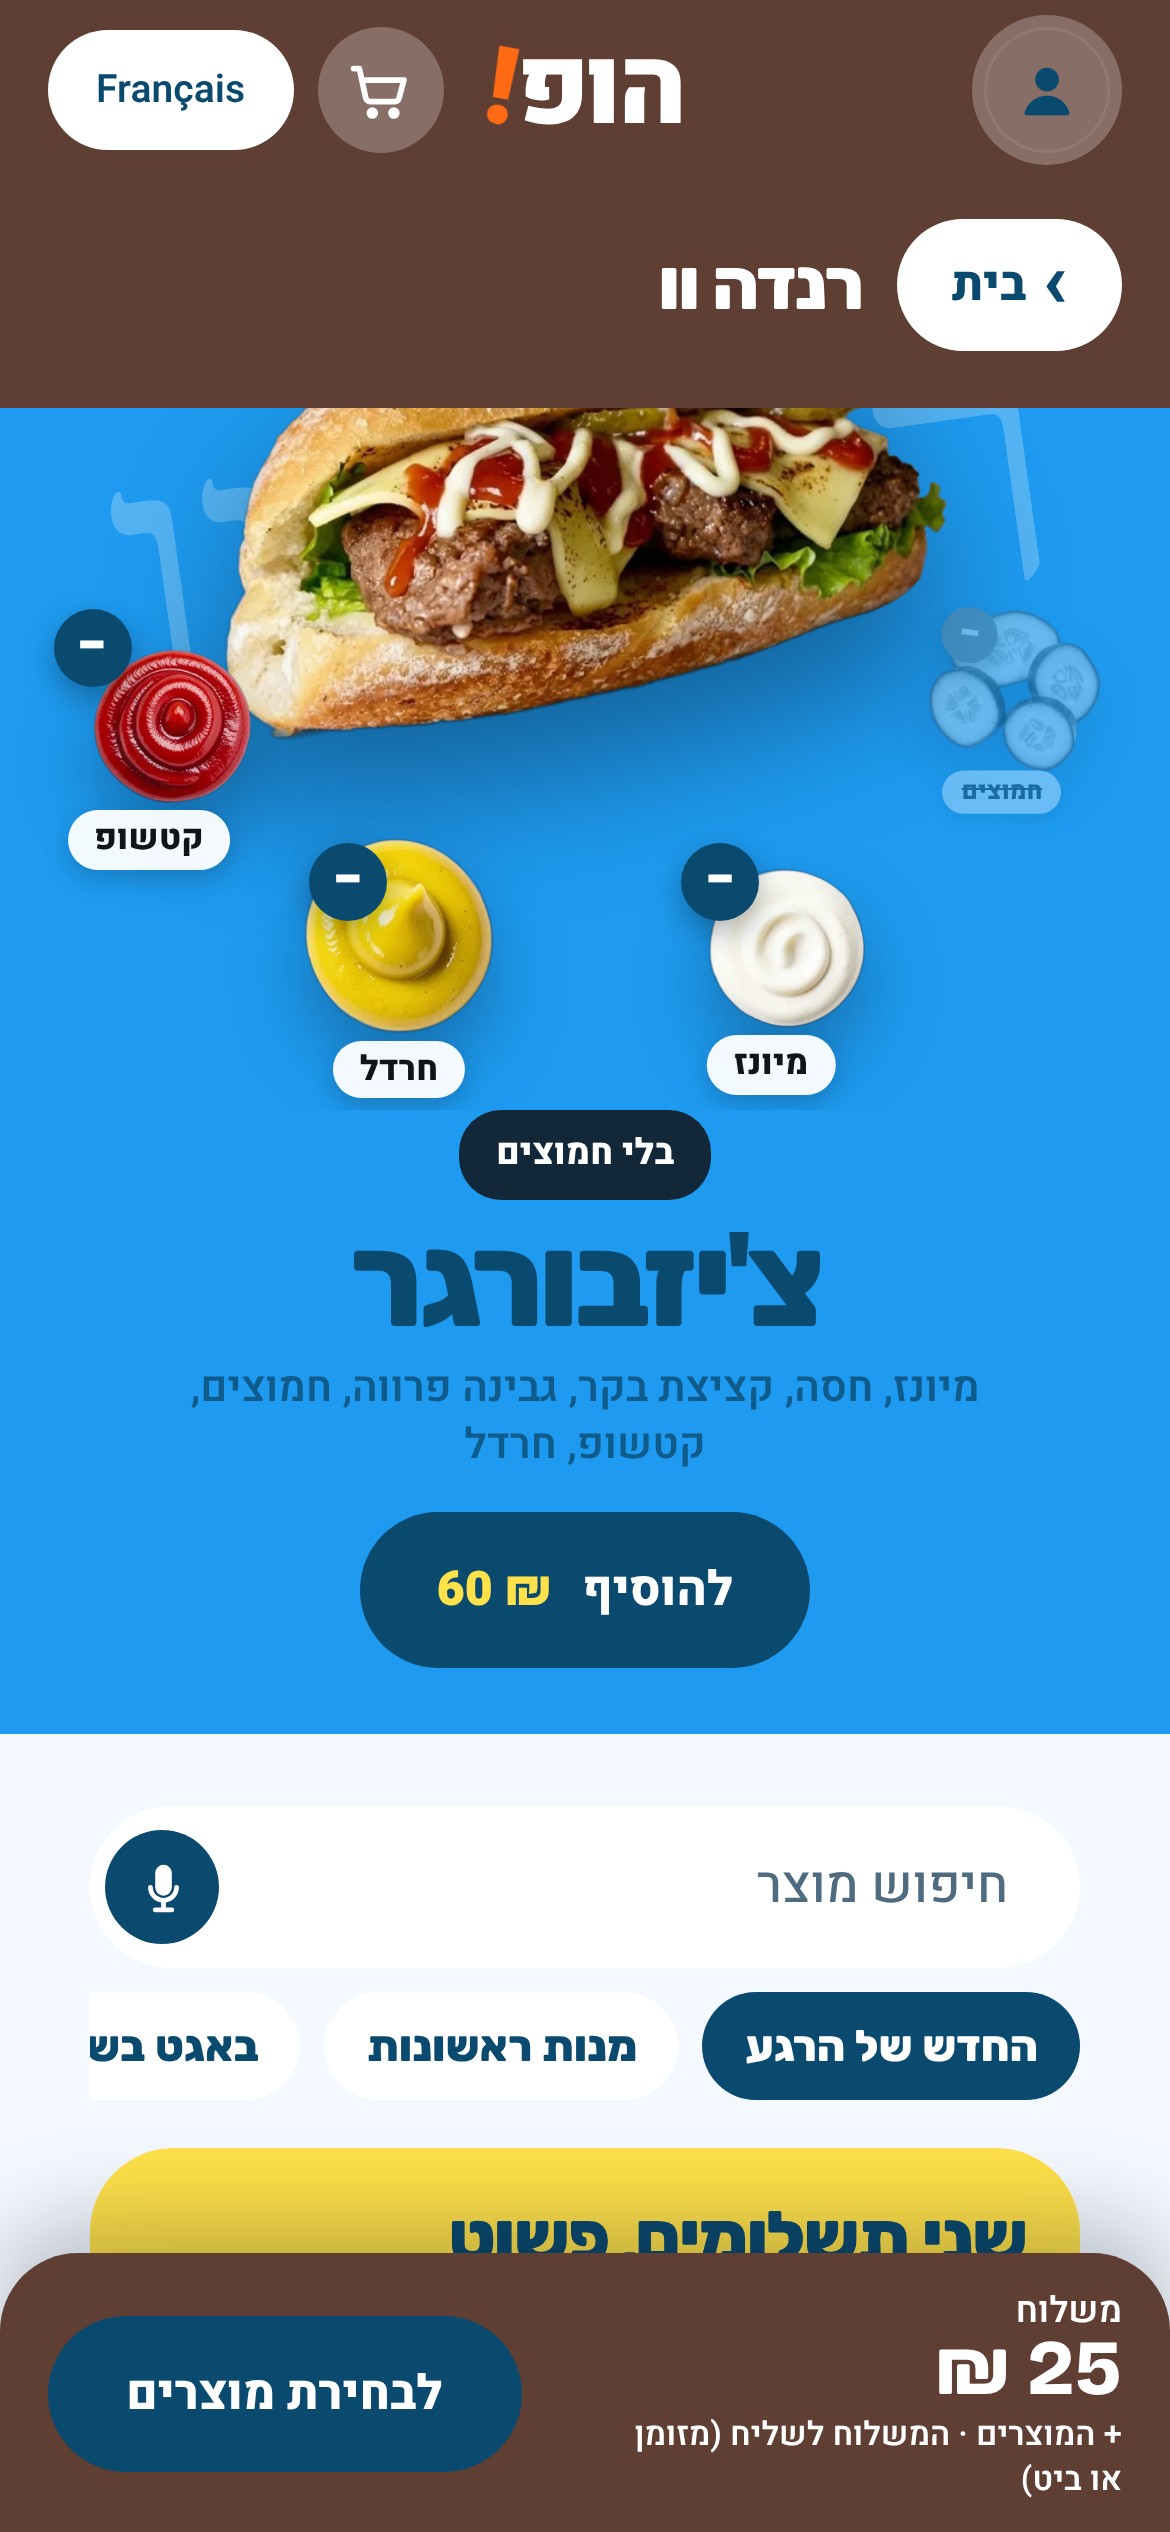 הופ!
Français
‹ בית
רנדה װ
קטשופ
חמוצים
חרדל
מיונז
בלי חמוצים
צ'יזבורגר
מיונז, חסה, קציצת בקר, גבינה פרווה, חמוצים,
קטשופ, חרדל
להוסיף 60 ₪
חיפוש מוצר
החדש של הרגע
מנות ראשונות
באגט בש
שני תשלומים, פשוט
משלוח
25 ₪
+ המוצרים · המשלוח לשליח (מזומן
או ביט)
לבחירת מוצרים